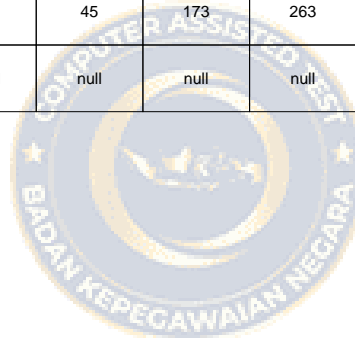 45 173 263
null null null
COMPUTER ASSISTED TEST
BADAN KEPEGAWAIAN NEGARA